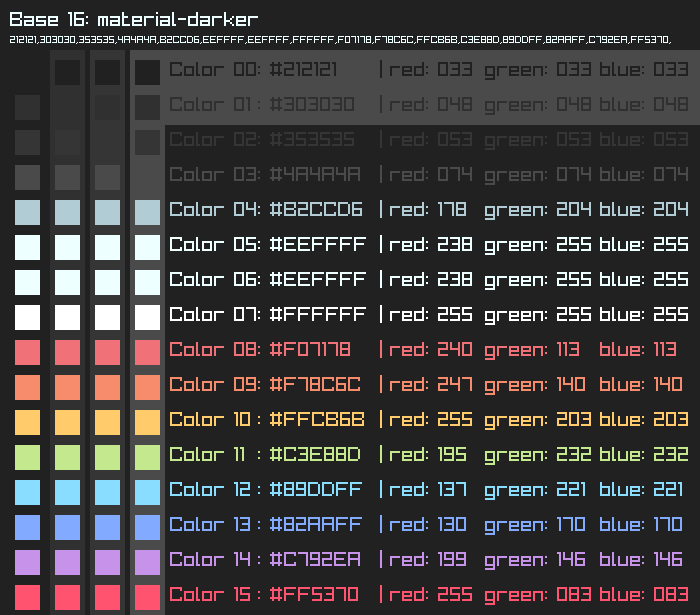 Base 16: material-darker
212121,303030,353535,4A4A4A,B2CCD6,EEFFFF,EEFFFF,FFFFFF,F07178,F78C6C,FFCB6B,C3E88D,89DDFF,82AAFF,C792EA,FF5370,
Color 00: #212121 | red: 033 green: 033 blue: 033
Color 01 : #303030 | red: 048 green: 048 blue: 048
Color 02: #353535 | red: 053 green: 053 blue: 053
Color 03: #4A4A4A | red: 074 green: 074 blue: 074
Color 04: #B2CCD6 | red: 178 green: 204 blue: 204
Color 05: #EEFFFF | red: 238 green: 255 blue: 255
Color 06: #EEFFFF | red: 238 green: 255 blue: 255
Color 07: #FFFFFF | red: 255 green: 255 blue: 255
Color 08: #F07178 | red: 240 green: 113 blue: 113
Color 09: #F78C6C | red: 247 green: 140 blue: 140
Color 10 : #FFCB6B | red: 255 green: 203 blue: 203
Color 11 : #C3E88D | red: 195 green: 232 blue: 232
Color 12 : #89DDFF | red: 137 green: 221 blue: 221
Color 13 : #82AAFF | red: 130 green: 170 blue: 170
Color 14 : #C792EA | red: 199 green: 146 blue: 146
Color 15 : #FF5370 | red: 255 green: 083 blue: 083